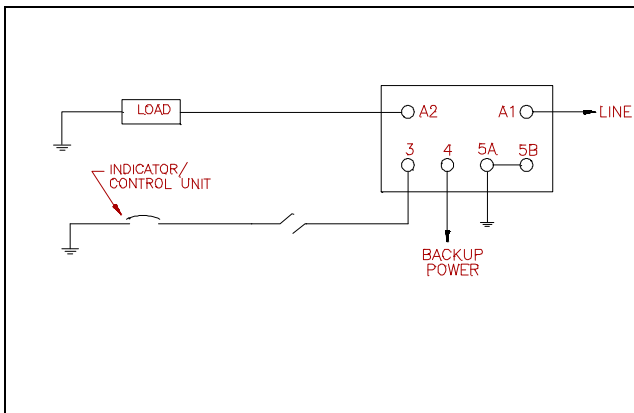 LOAD
A2
A1
LINE
3
4
5A
5B
INDICATOR/
CONTROL UNIT
BACKUP
POWER